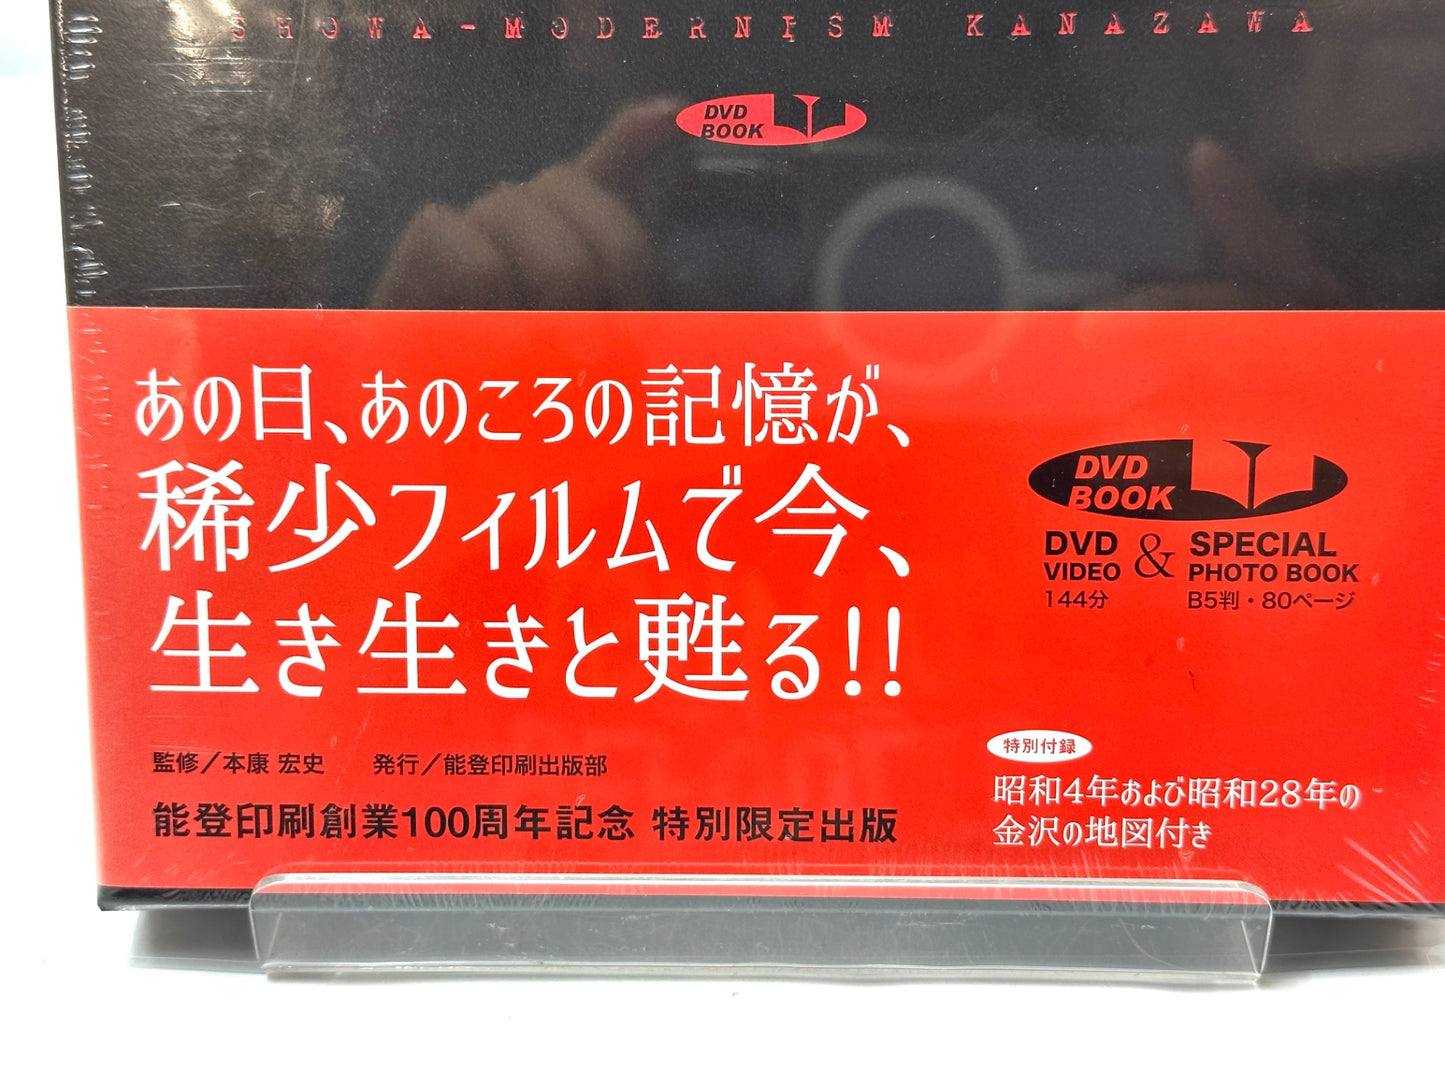 SHOWA-MODERNISM KANAZAWA
DVD
BOOK
あの日、あのころの記憶が、
稀少フィルムで今、
生き生きと甦る!!
監修／本康 宏史　発行／能登印刷出版部
能登印刷創業100周年記念 特別限定出版
DVD
BOOK
DVD
VIDEO
144分
&
SPECIAL
PHOTO BOOK
B5判・80ページ
特別付録
昭和4年および昭和28年の
金沢の地図付き